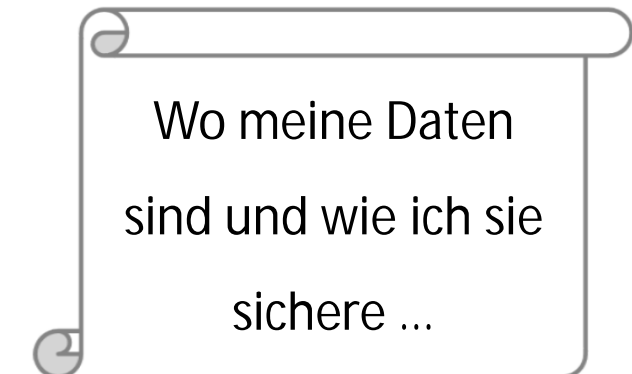 Wo meine Daten
sind und wie ich sie
sichere ...